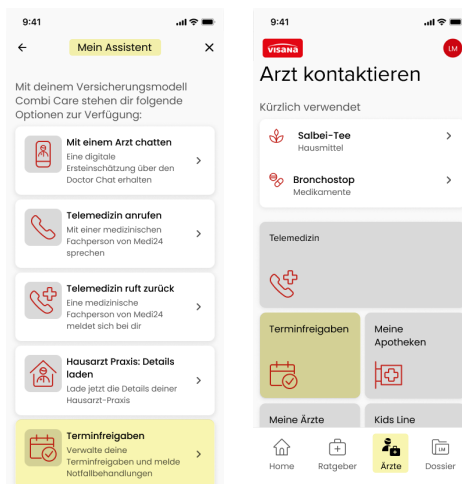 9:41
Mein Assistent
Mit deinem Versicherungsmodell
Combi Care stehen dir folgende
Optionen zur Verfügung:
Mit einem Arzt chatten
Eine digitale
Ersteinschätzung über den
Doctor Chat erhalten
Telemedizin anrufen
Mit einer medizinischen
Fachperson von Medi24
sprechen
Telemedizin ruft zurück
Eine medizinische
Fachperson von Medi24
meldet sich bei dir
Hausarzt Praxis: Details
laden
Lade jetzt die Details deiner
Hausarzt-Praxis
Terminfreigaben
Verwalte deine
Terminfreigaben und melde
Notfallbehandlungen
9:41
visana
LM
Arzt kontaktieren
Kürzlich verwendet
Salbei-Tee
Hausmittel
Bronchostop
Medikamente
Telemedizin
Terminfreigaben
Meine
Apotheken
Meine Ärzte
Kids Line
LM
Home
Ratgeber
Ärzte
Dossier